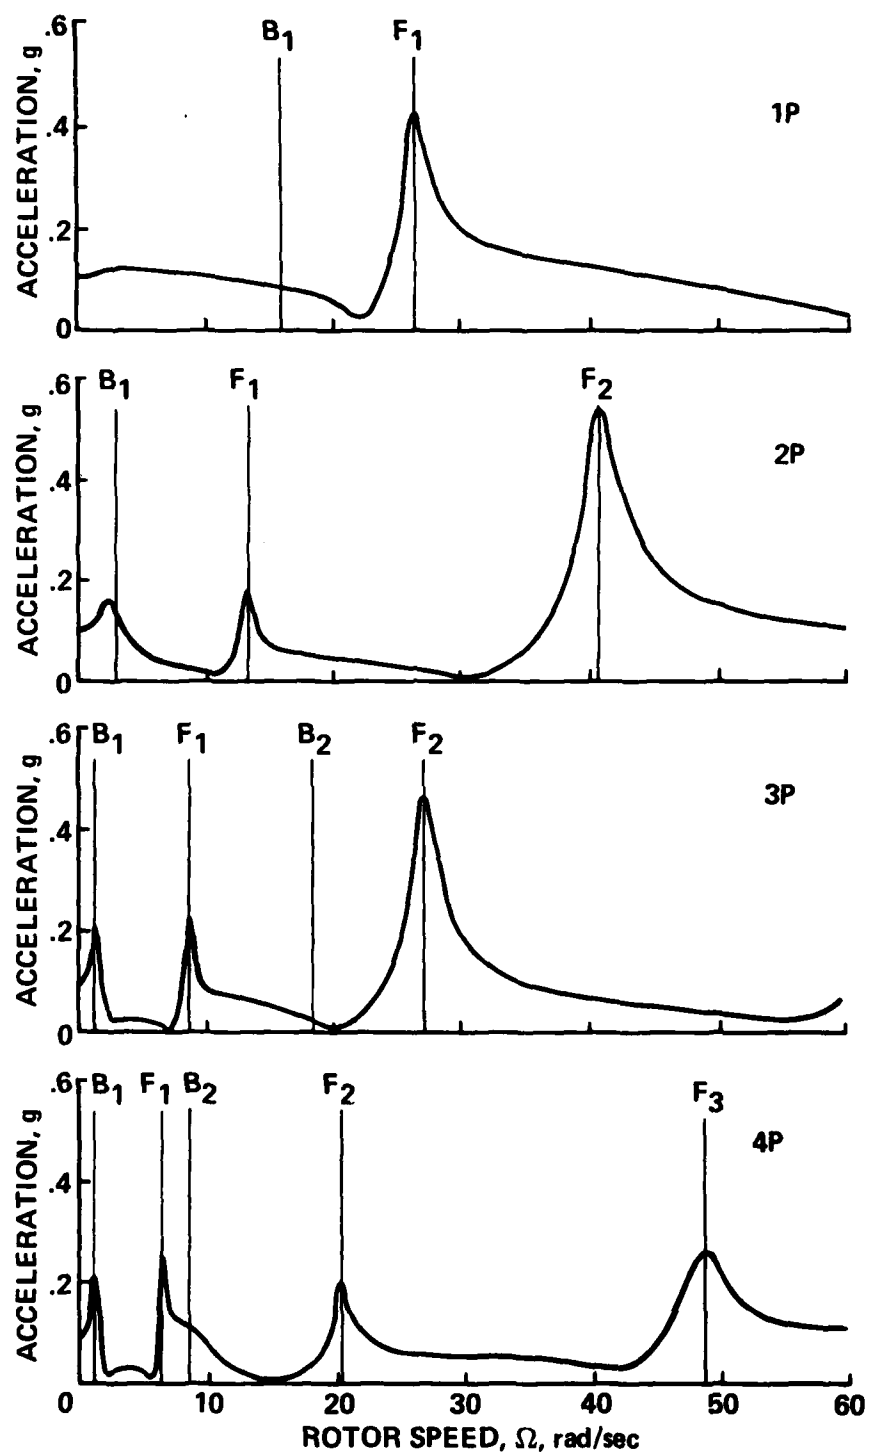 B1 F1
.6
.4
.2
0
ACCELERATION, g
1P
B1 F1 F2
.6
.4
.2
0
ACCELERATION, g
2P
B1 F1 B2 F2
.6
.4
.2
0
ACCELERATION, g
3P
B1 F1 B2 F2 F3
.6
.4
.2
ACCELERATION, g
4P
0 10 20 30 40 50 60
ROTOR SPEED, Ω, rad/sec